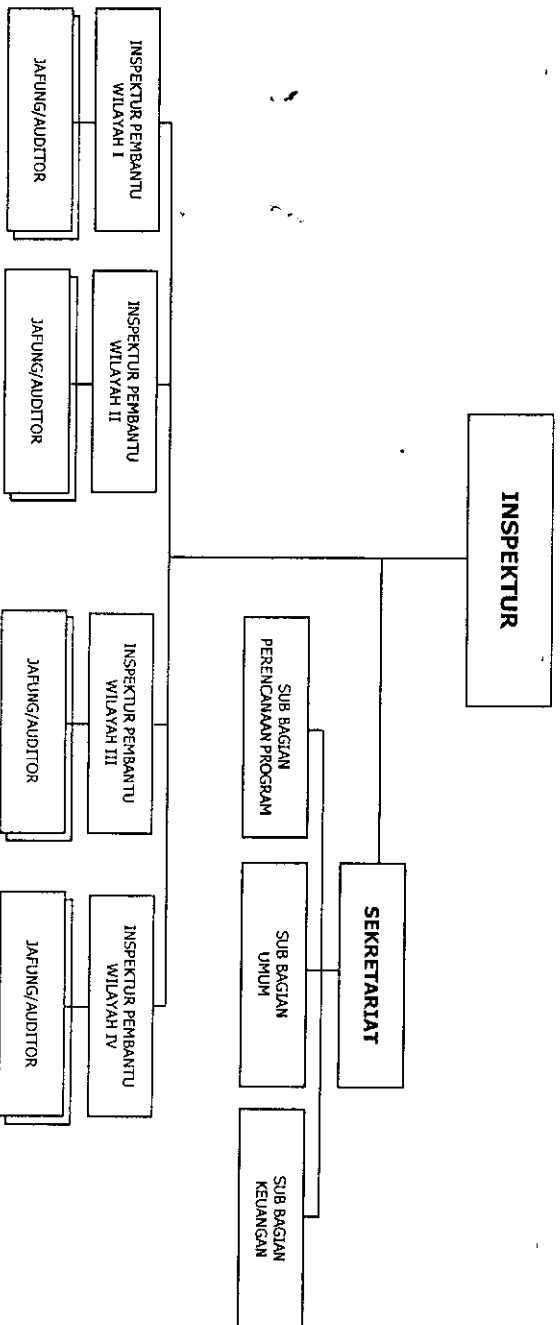 INSPEKTUR
SEKRETARIAT
SUB BAGIAN
PERENCANAAN PROGRAM
SUB BAGIAN
UMUM
SUB BAGIAN
KEUANGAN
INSPEKTUR PEMBANTU
WILAYAH I
INSPEKTUR PEMBANTU
WILAYAH II
INSPEKTUR PEMBANTU
WILAYAH III
INSPEKTUR PEMBANTU
WILAYAH IV
JAFUNG/AUDITOR
JAFUNG/AUDITOR
JAFUNG/AUDITOR
JAFUNG/AUDITOR